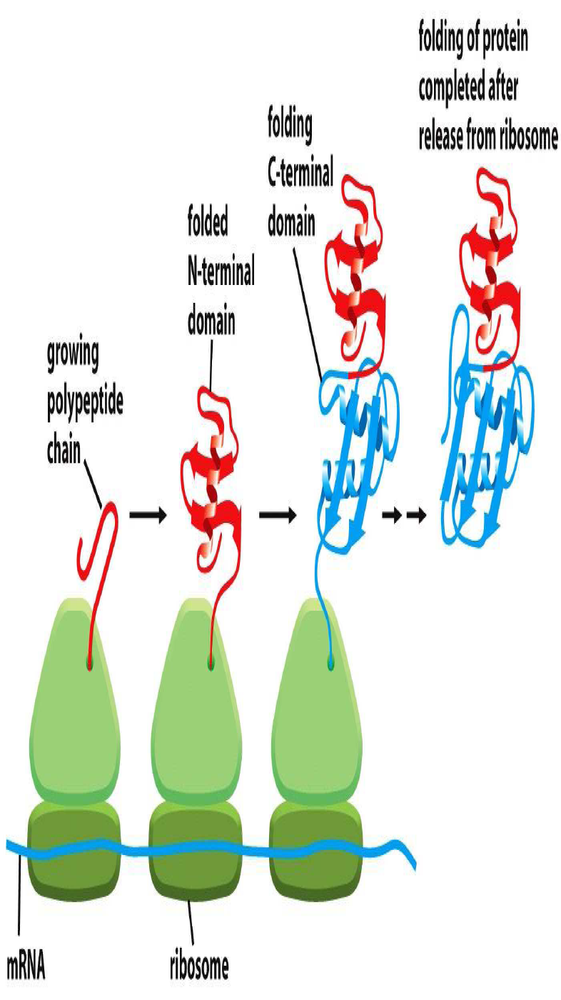 folding of protein
completed after
release from ribosome
folding
C-terminal
domain
folded
N-terminal
domain
growing
polypeptide
chain
mRNA
ribosome